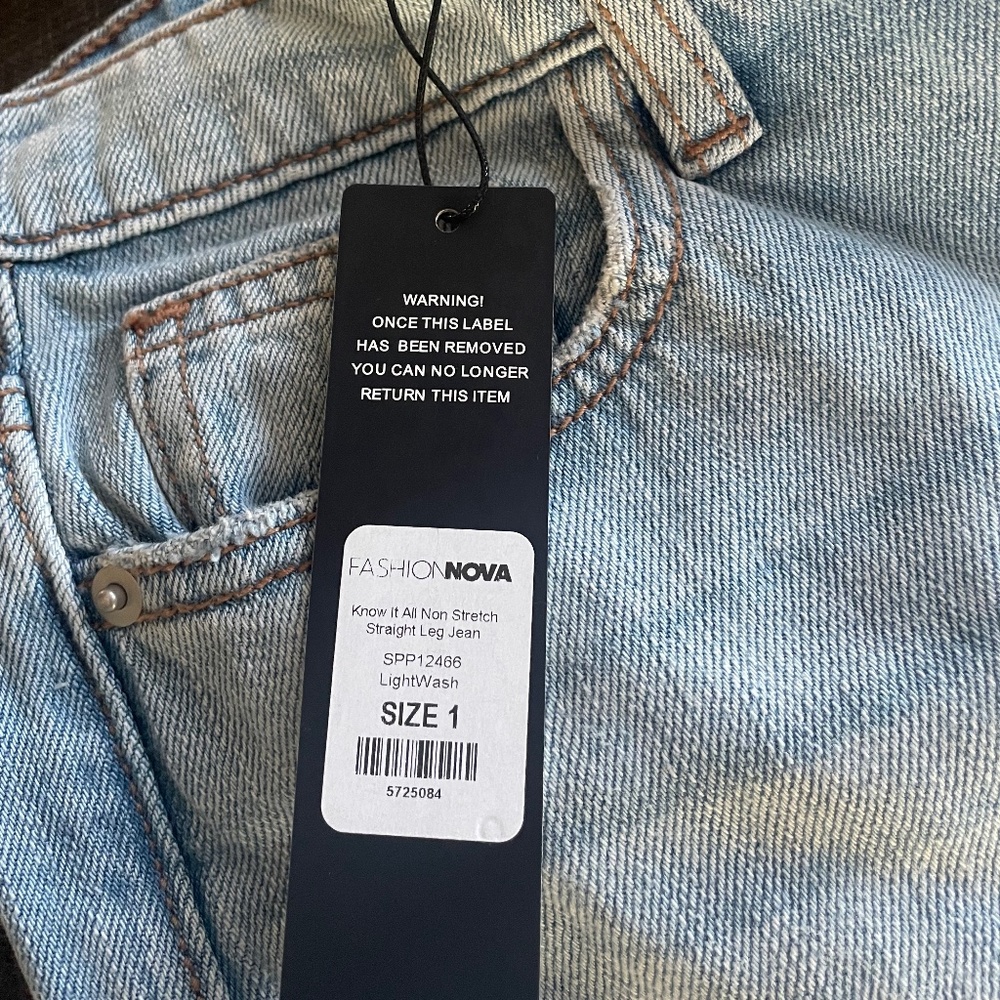 WARNING!
ONCE THIS LABEL
HAS BEEN REMOVED
YOU CAN NO LONGER
RETURN THIS ITEM
FASHIONNOVA
Know It All Non Stretch
Straight Leg Jean
SPP12466
LightWash
SIZE 1
5725084